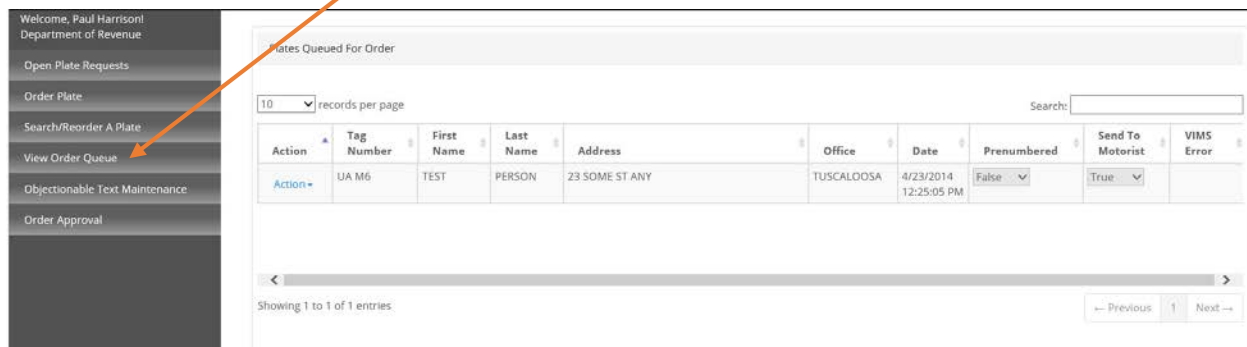 Welcome, Paul Harrison!
Department of Revenue
Open Plate Requests
Order Plate
Search/Reorder A Plate
View Order Queue
Objectionable Text Maintenance
Order Approval
Plates Queued For Order
10 records per page
Search:
Action Tag Number First Name Last Name Address Office Date Prenumbered Send To Motorist VIMS Error
Action UA M6 TEST PERSON 23 SOME ST ANY TUSCALOOSA 4/23/2014 12:25:05 PM False True
Showing 1 to 1 of 1 entries
← Previous 1 Next →